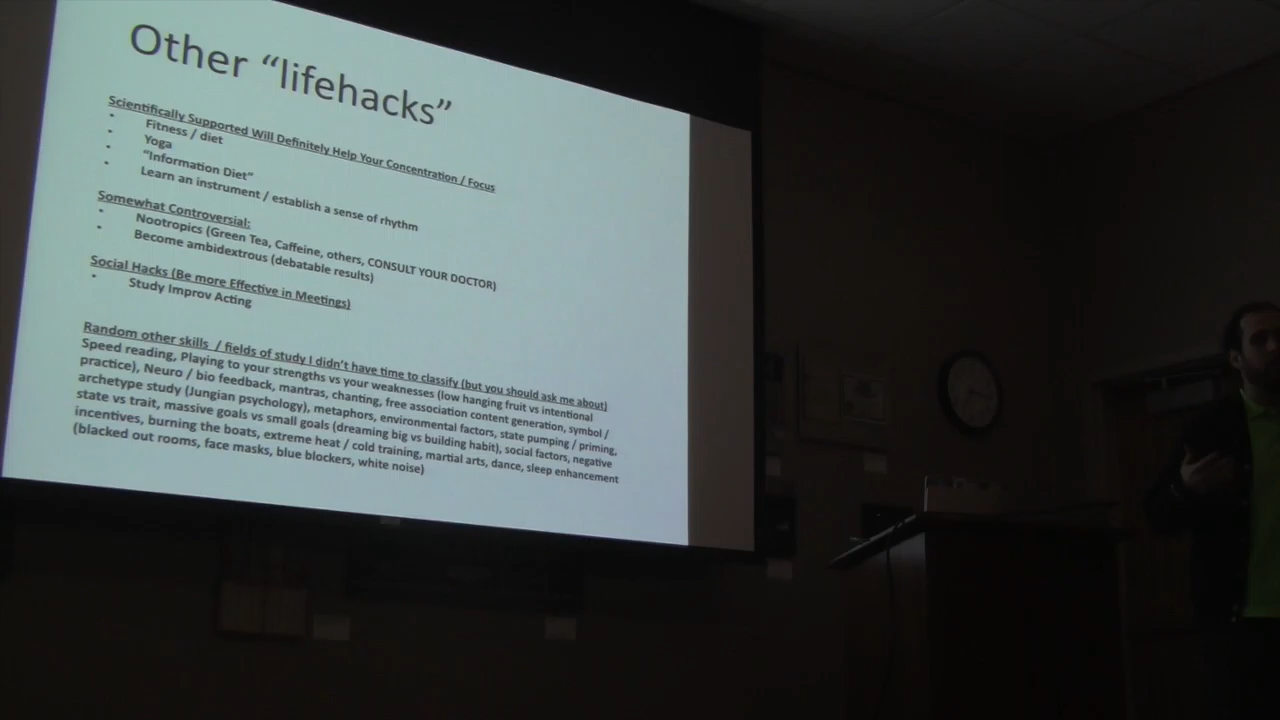 Other “lifehacks”
Scientifically Supported Will Definitely Help Your Concentration / Focus
• Fitness / diet
• Yoga
• “Information Diet”
• Learn an instrument / establish a sense of rhythm
Somewhat Controversial:
• Nootropics (Green Tea, Caffeine, others, CONSULT YOUR DOCTOR)
• Become ambidextrous (debatable results)
Social Hacks (Be more Effective in Meetings)
• Study Improv Acting
Random other skills / fields of study I didn’t have time to classify (but you should ask me about)
Speed reading, Playing to your strengths vs your weaknesses (low hanging fruit vs intentional
practice), Neuro / bio feedback, mantras, chanting, free association content generation, symbol /
archetype study (Jungian psychology), metaphors, environmental factors, state pumping / priming,
state vs trait, massive goals vs small goals (dreaming big vs building habit), social factors, negative
incentives, burning the boats, extreme heat / cold training, martial arts, dance, sleep enhancement
(blacked out rooms, face masks, blue blockers, white noise)